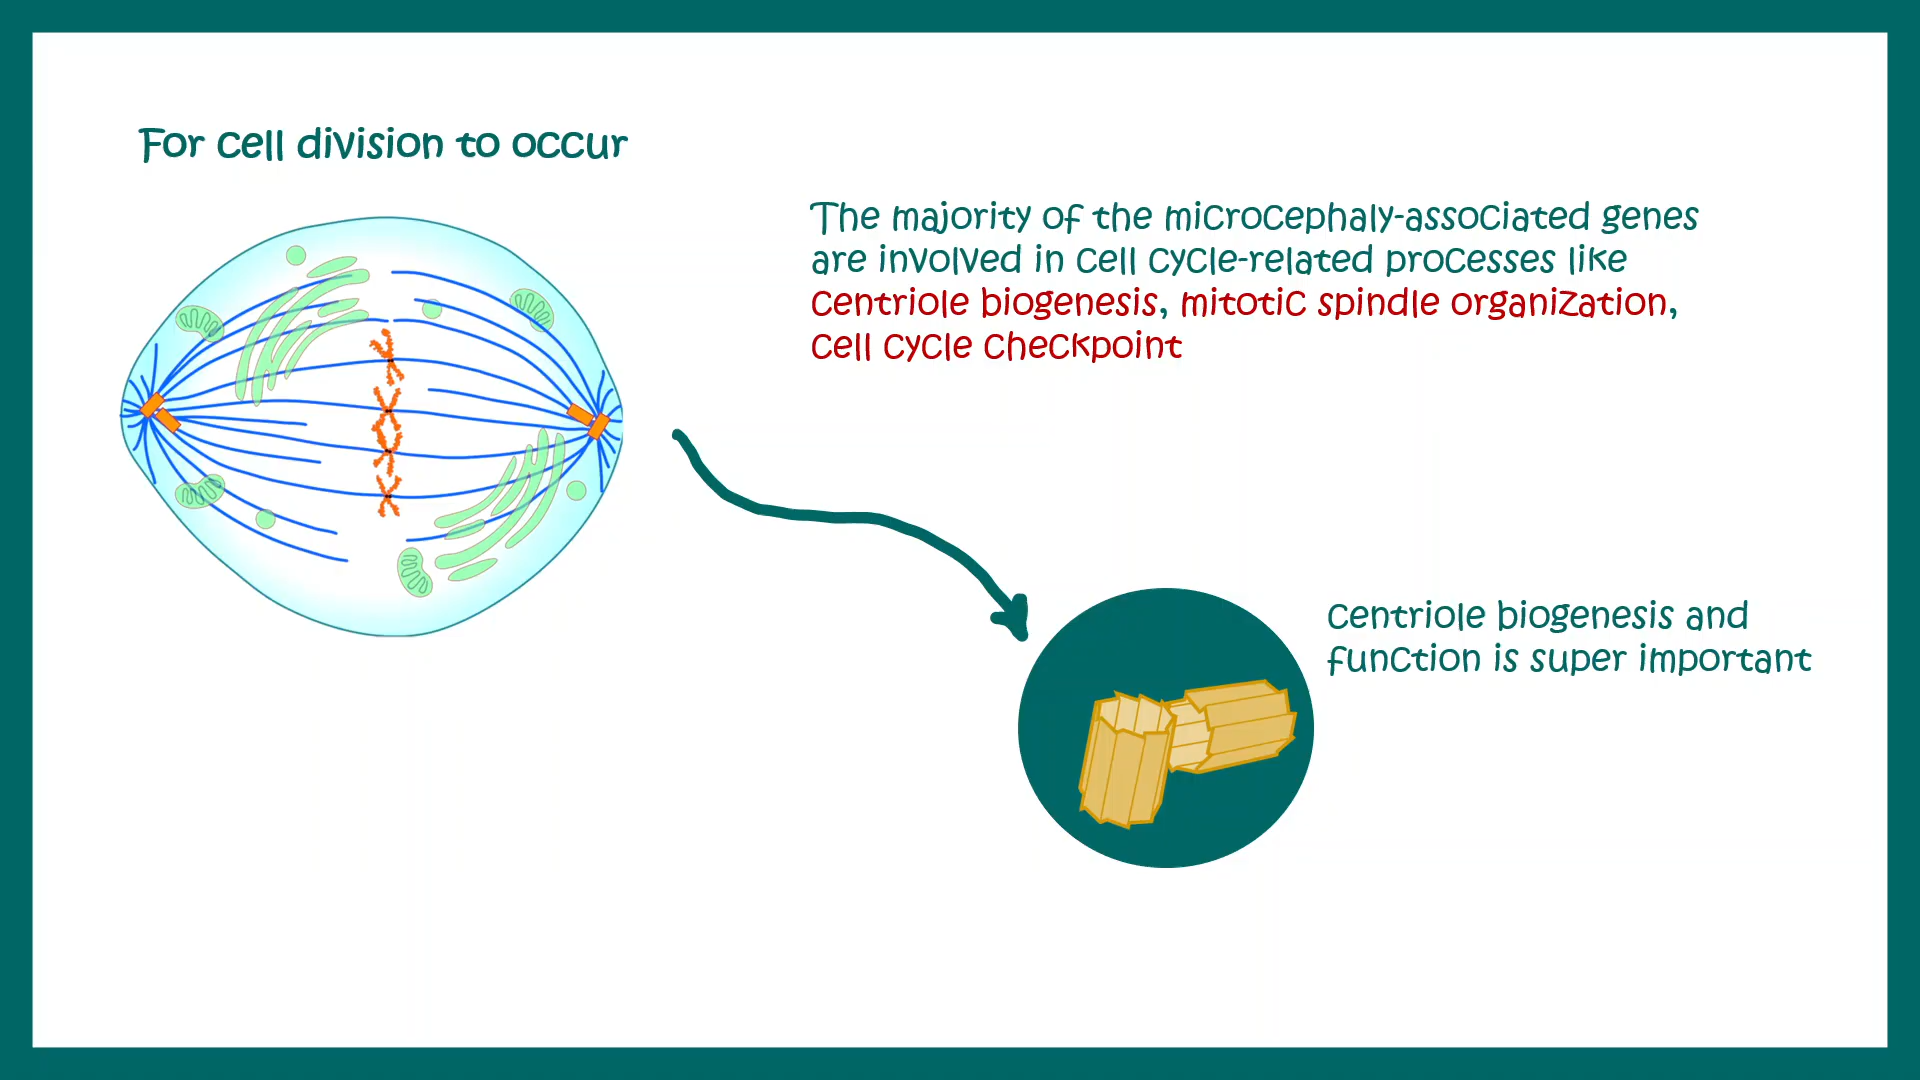 For cell division to occur
The majority of the microcephaly-associated genes
are involved in cell cycle-related processes like
centriole biogenesis, mitotic spindle organization,
cell cycle checkpoint
Centriole biogenesis and
function is super important